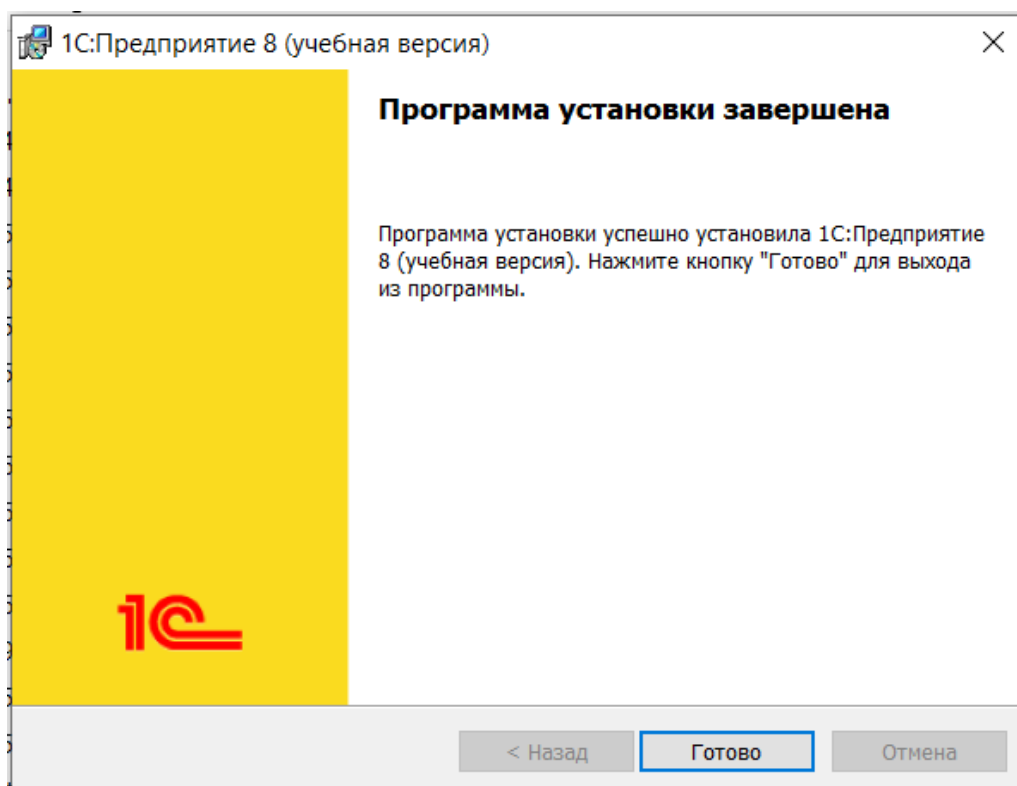 1С:Предприятие 8 (учебная версия)
Программа установки завершена
Программа установки успешно установила 1С:Предприятие
8 (учебная версия). Нажмите кнопку "Готово" для выхода
из программы.
1С
< Назад
Готово
Отмена